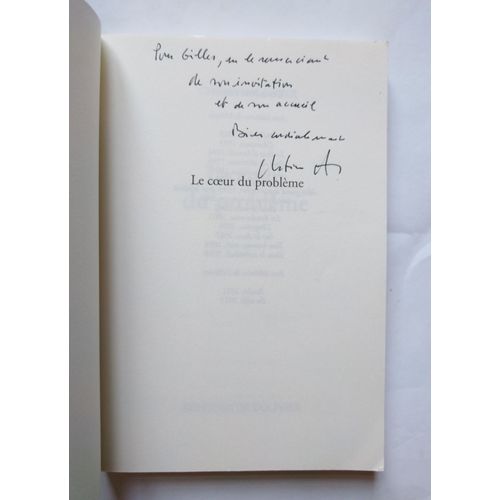 Pour Gilles, en le remerciant
de son invitation
et de son accueil
Bien cordialement
Le cœur du problème